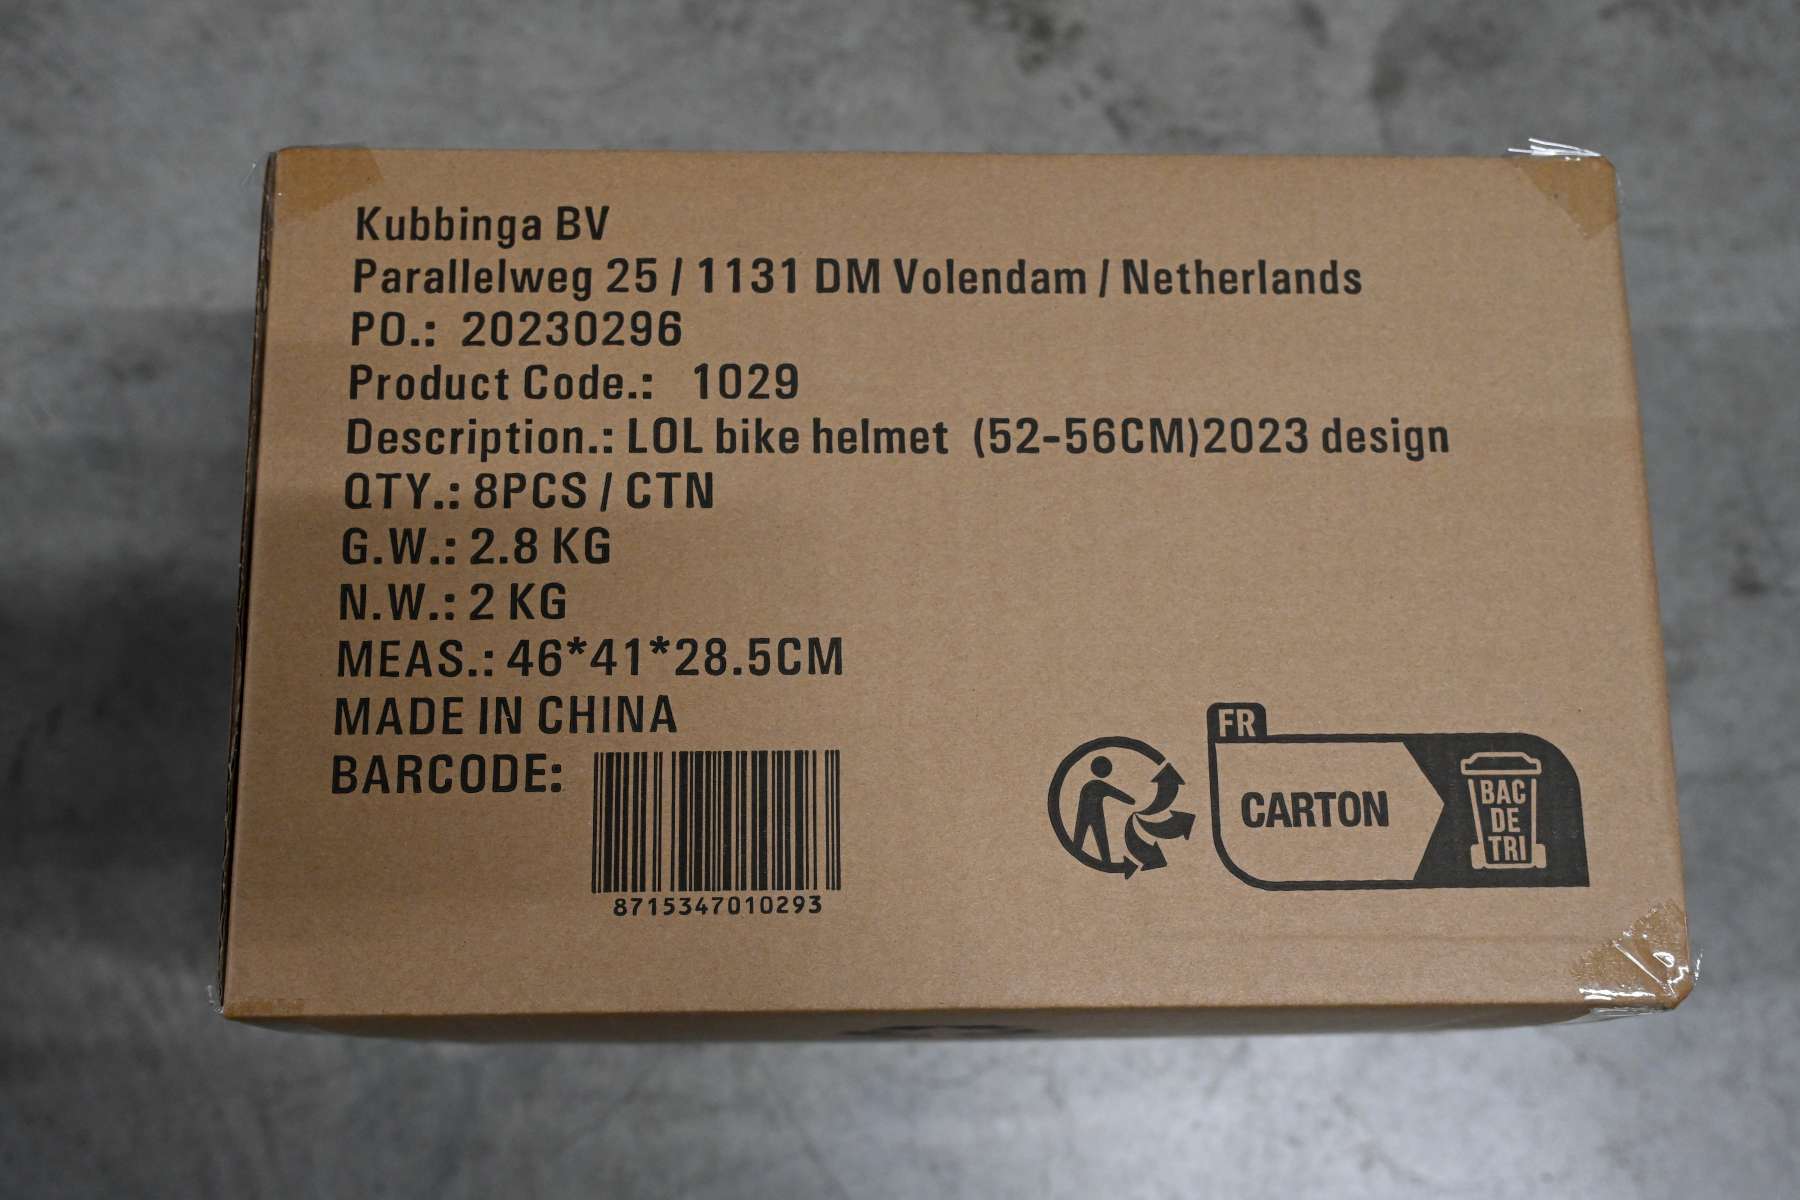 Kubbinga BV
Parallelweg 25 / 1131 DM Volendam / Netherlands
PO.: 20230296
Product Code.: 1029
Description.: LOL bike helmet (52-56CM)2023 design
QTY.: 8PCS / CTN
G.W.: 2.8 KG
N.W.: 2 KG
MEAS.: 46*41*28.5CM
MADE IN CHINA
BARCODE:
8715347010293
FR
CARTON
BAC
DE
TRI